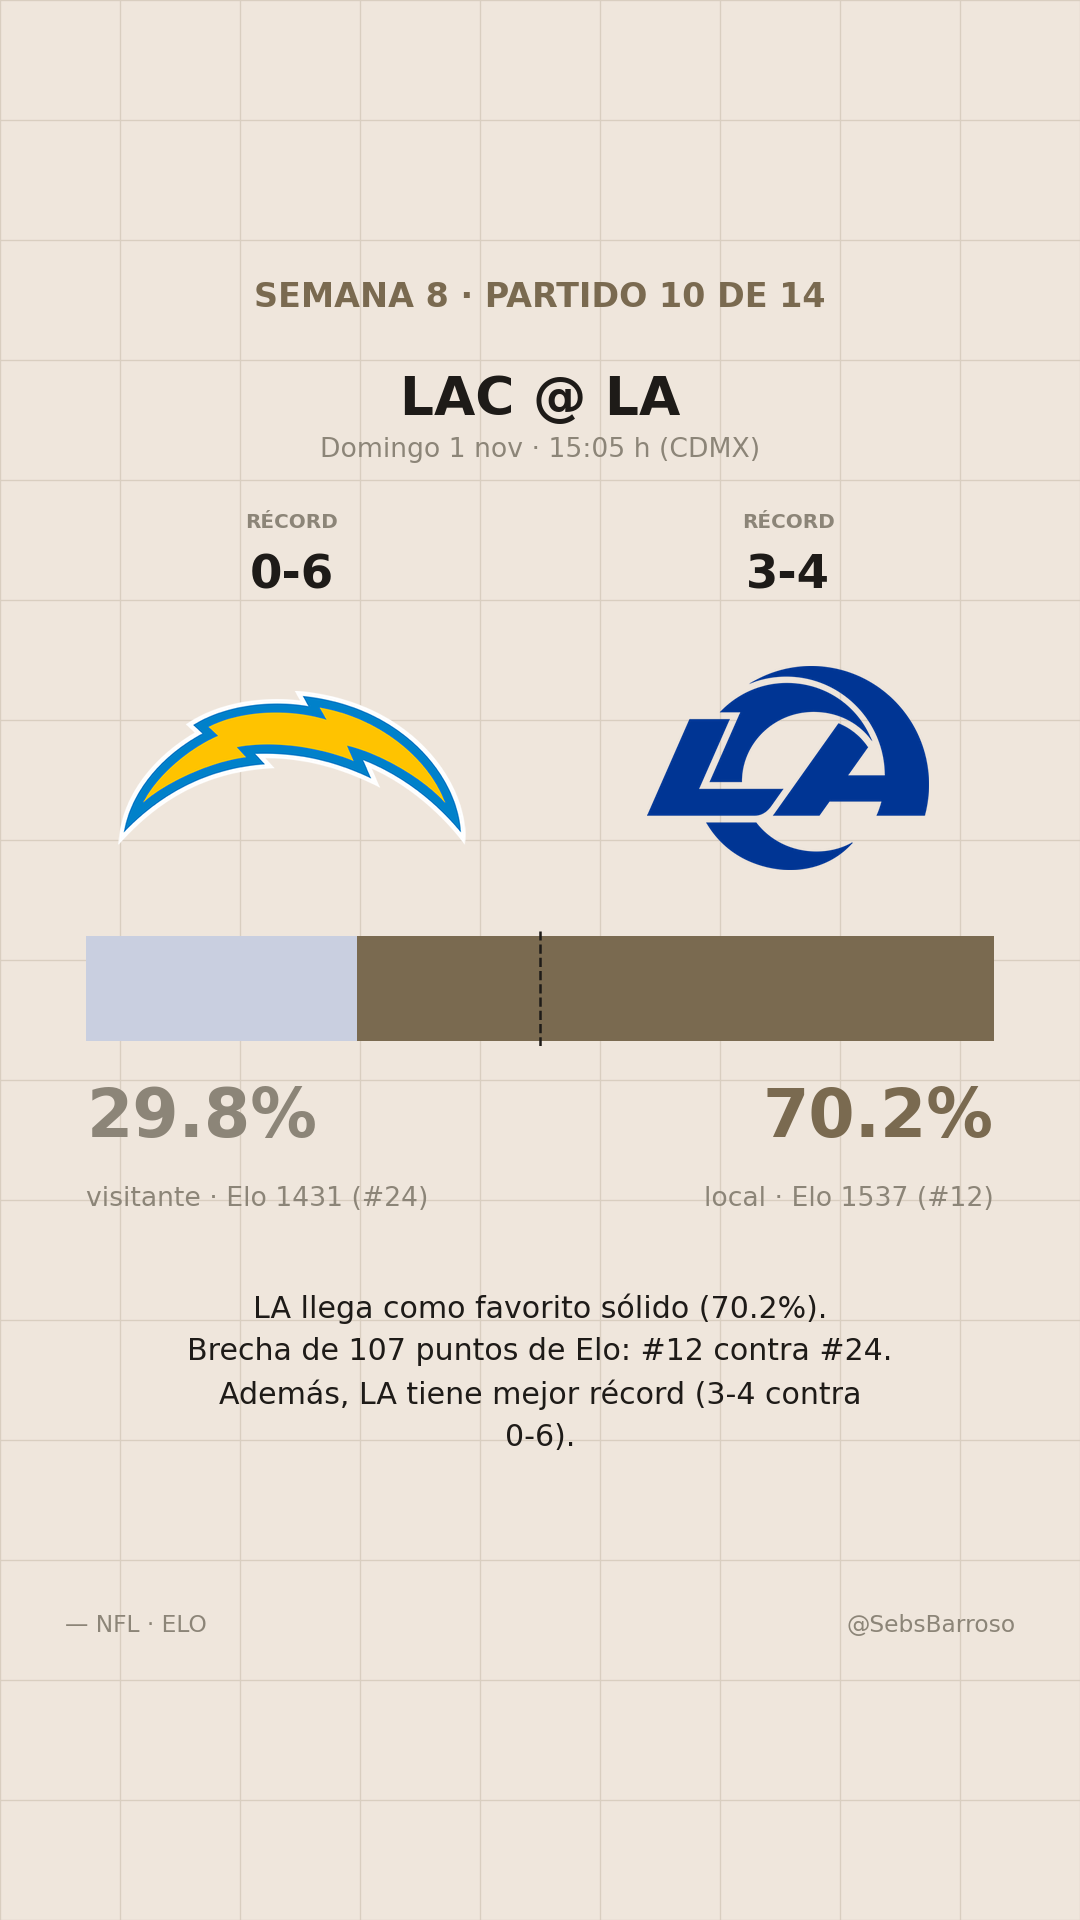 SEMANA 8 · PARTIDO 10 DE 14
LAC @ LA
Domingo 1 nov · 15:05 h (CDMX)
RÉCORD
0-6
RÉCORD
3-4
LA
29.8%
70.2%
visitante · Elo 1431 (#24)
local · Elo 1537 (#12)
LA llega como favorito sólido (70.2%).
Brecha de 107 puntos de Elo: #12 contra #24.
Además, LA tiene mejor récord (3-4 contra
0-6).
— NFL · ELO
@SebsBarroso